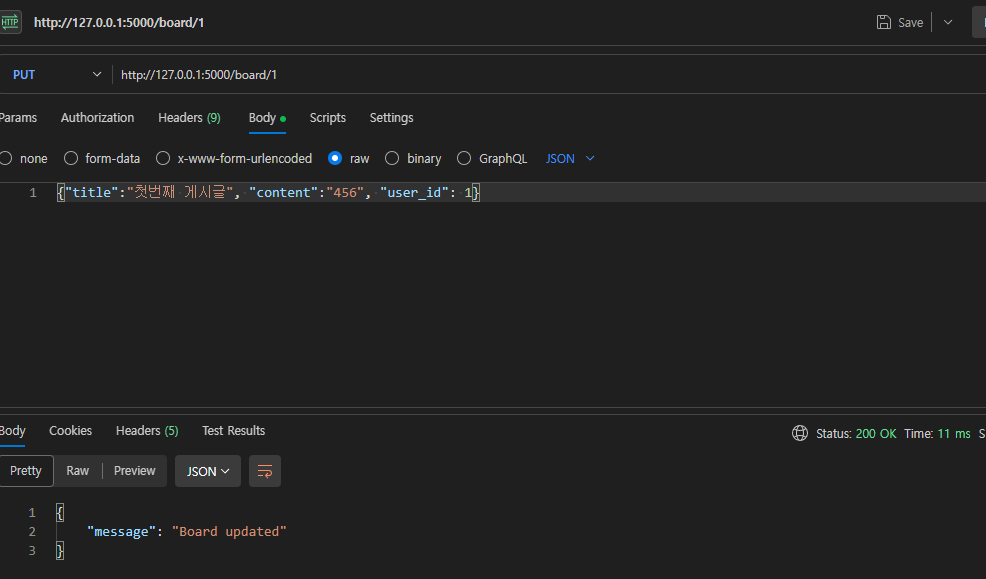 HTTP http://127.0.0.1:5000/board/1 Save
PUT http://127.0.0.1:5000/board/1
Params Authorization Headers (9) Body Scripts Settings
none form-data x-www-form-urlencoded raw binary GraphQL JSON
1 {"title":"첫번째 게시글", "content":"456", "user_id": 1}
Body Cookies Headers (5) Test Results Status: 200 OK Time: 11 ms S
Pretty Raw Preview JSON
1 {
2 "message": "Board updated"
3 }